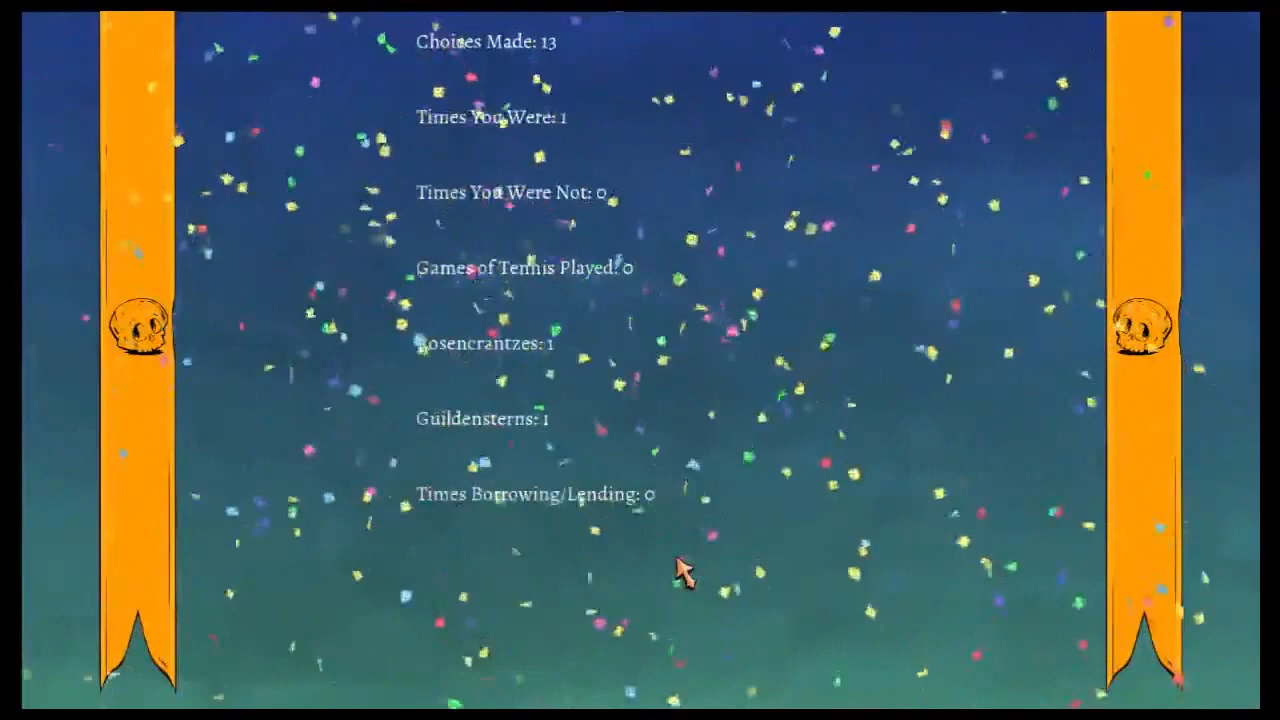 Choices Made: 13
Times You Were: 1
Times You Were Not: 0
Games of Tennis Played: 0
Rosencrantzes: 1
Guildensterns: 1
Times Borrowing/Lending: 0